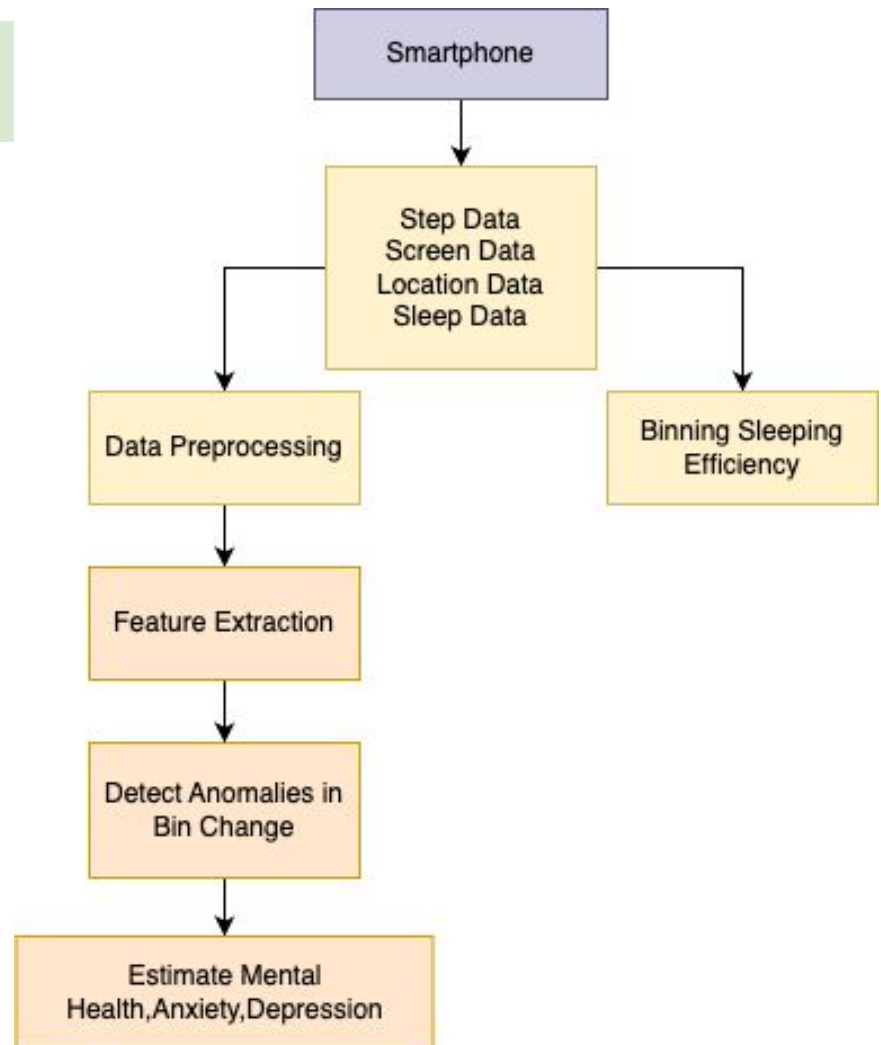 Smartphone
Step Data
Screen Data
Location Data
Sleep Data
Data Preprocessing
Binning Sleeping
Efficiency
Feature Extraction
Detect Anomalies in
Bin Change
Estimate Mental
Health,Anxiety,Depression